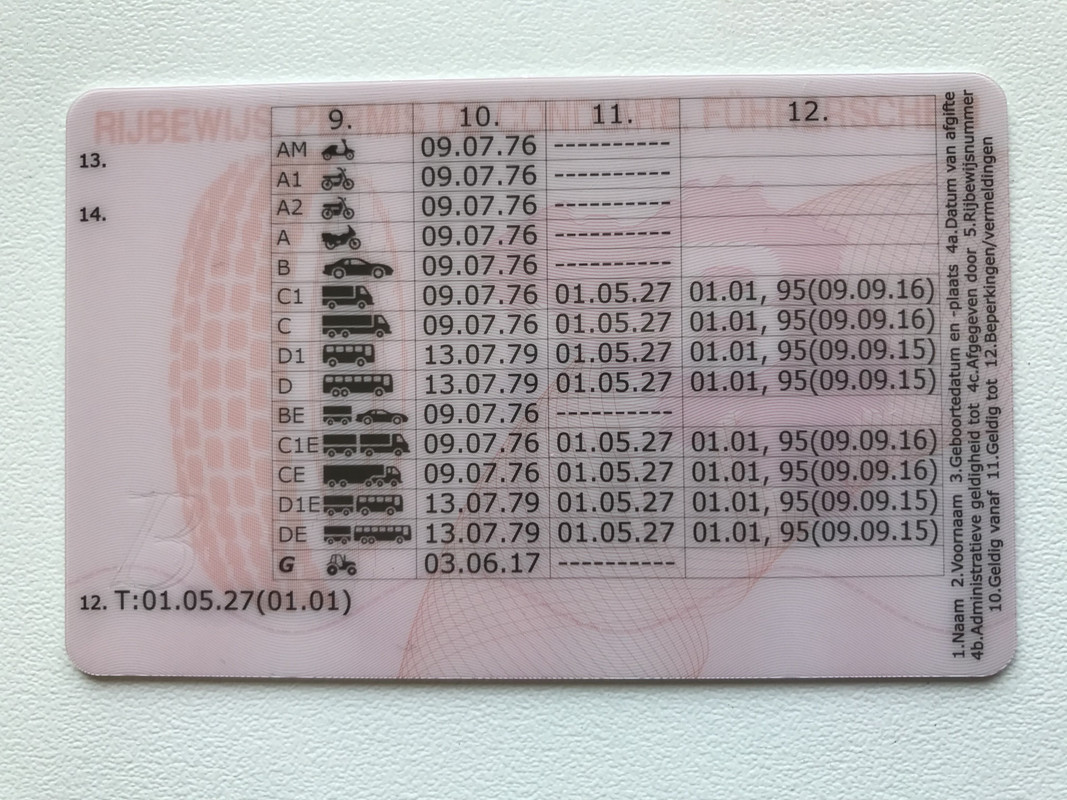 RIJBEWIJS PERMIS DE CONDUIRE FÜHRERSCHE
9. 10. 11. 12.
13.
14.
AM 09.07.76 ----------
A1 09.07.76 ----------
A2 09.07.76 ----------
A 09.07.76 ----------
B 09.07.76 ----------
C1 09.07.76 01.05.27 01.01, 95(09.09.16)
C 09.07.76 01.05.27 01.01, 95(09.09.16)
D1 13.07.79 01.05.27 01.01, 95(09.09.15)
D 13.07.79 01.05.27 01.01, 95(09.09.15)
BE 09.07.76 ----------
C1E 09.07.76 01.05.27 01.01, 95(09.09.16)
CE 09.07.76 01.05.27 01.01, 95(09.09.16)
D1E 13.07.79 01.05.27 01.01, 95(09.09.15)
DE 13.07.79 01.05.27 01.01, 95(09.09.15)
G 03.06.17 ----------
B
12. T:01.05.27(01.01)
1.Naam 2.Voornaam 3.Geboortedatum en -plaats 4a.Datum van afgifte
4b.Administratieve geldigheid tot 4c.Afgegeven door 5.Rijbewijsnummer
10.Geldig vanaf 11.Geldig tot 12.Beperkingen/vermeldingen